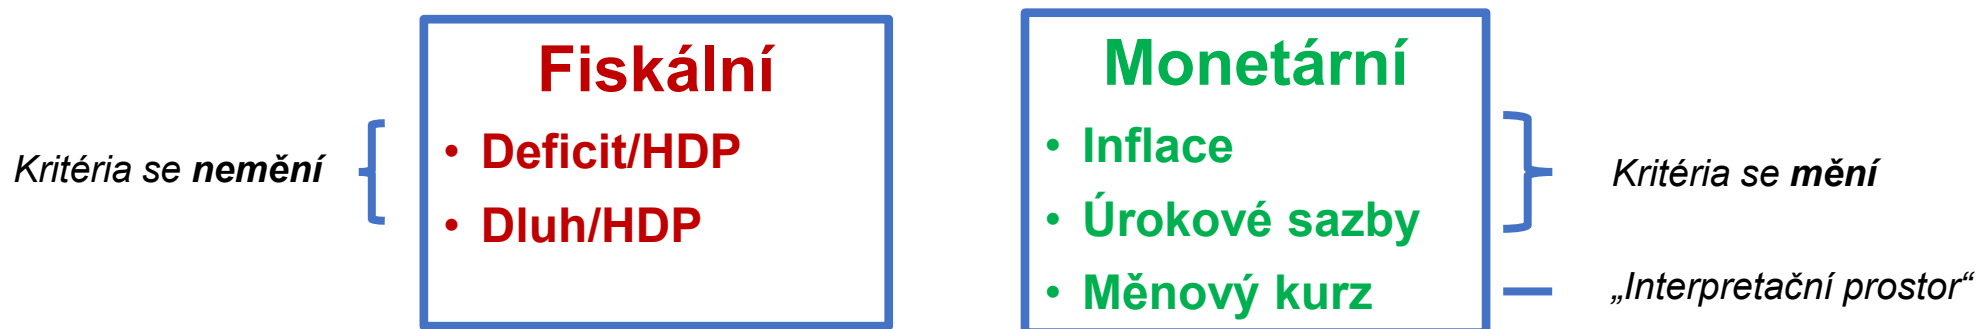 Fiskální
• Deficit/HDP
• Dluh/HDP
Kritéria se nemění
Monetární
• Inflace
• Úrokové sazby
• Měnový kurz
Kritéria se mění
„Interpretační prostor“